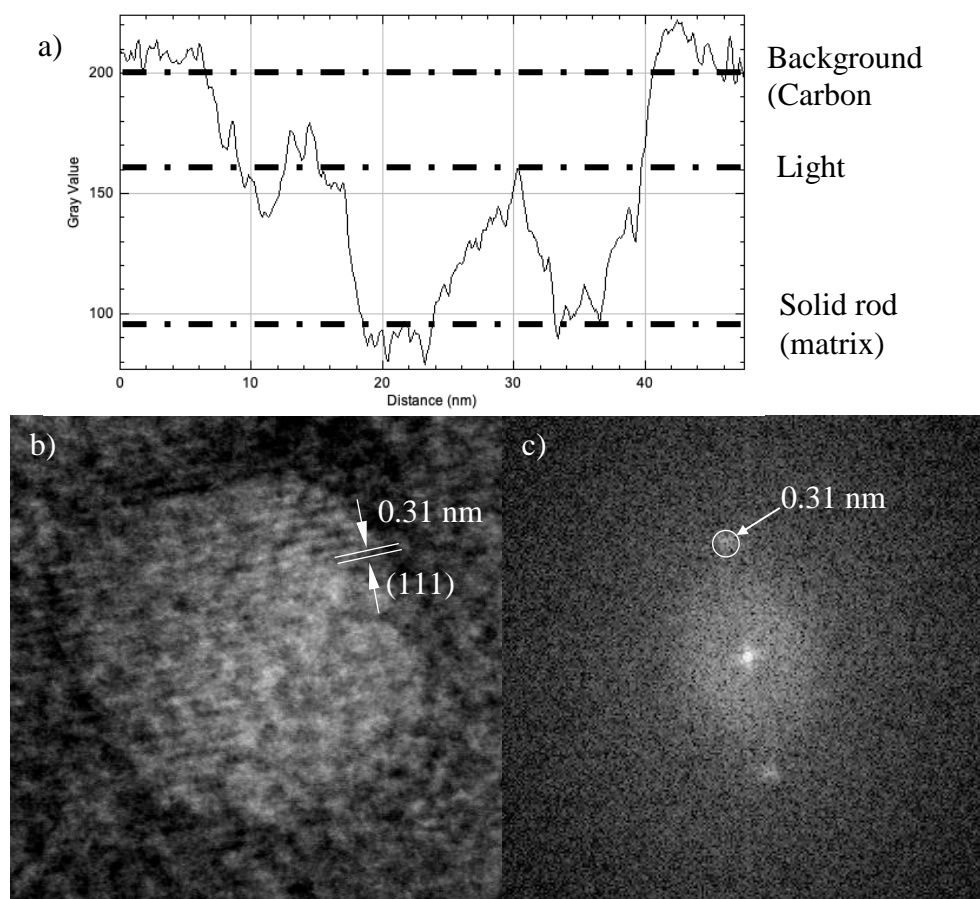 a)
200
150
100
Gray Value
0
10
20
30
40
Distance (nm)
Background
(Carbon
Light
Solid rod
(matrix)
b)
0.31 nm
(111)
c)
0.31 nm